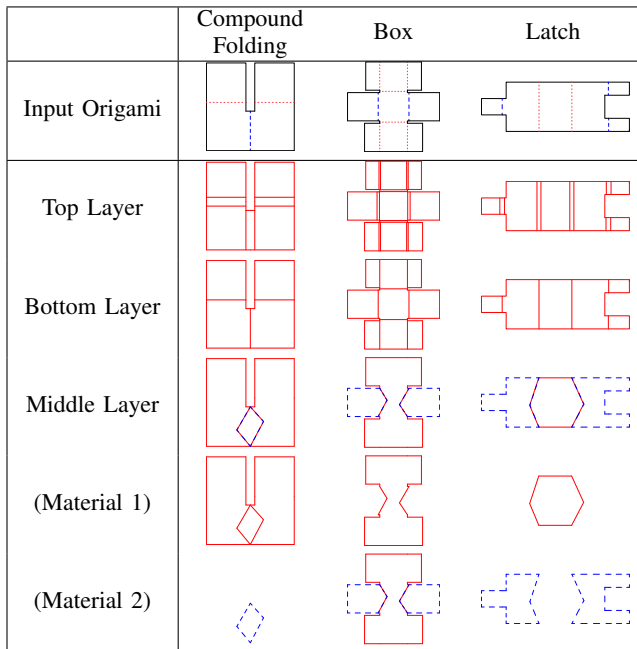 Compound
Folding
Box
Latch
Input Origami
Top Layer
Bottom Layer
Middle Layer
(Material 1)
(Material 2)